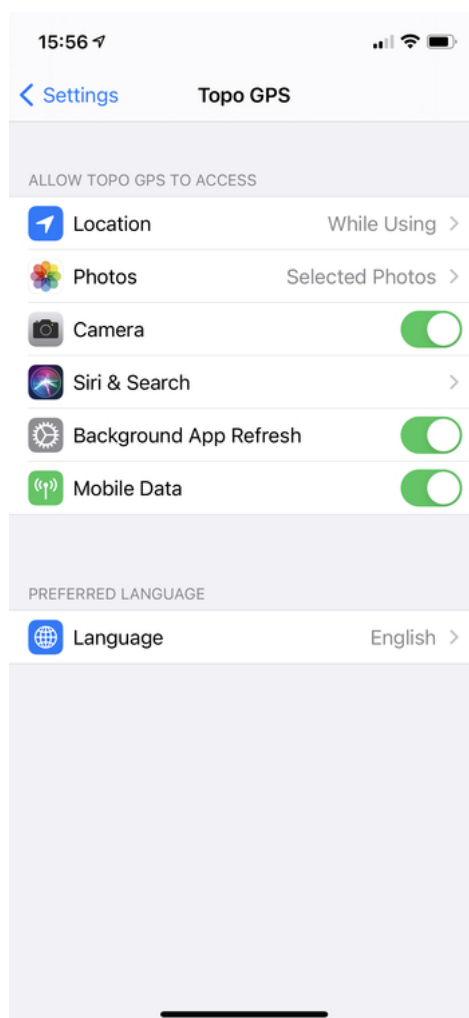 15:56
Settings
Topo GPS
ALLOW TOPO GPS TO ACCESS
Location While Using
Photos Selected Photos
Camera
Siri & Search
Background App Refresh
Mobile Data
PREFERRED LANGUAGE
Language English